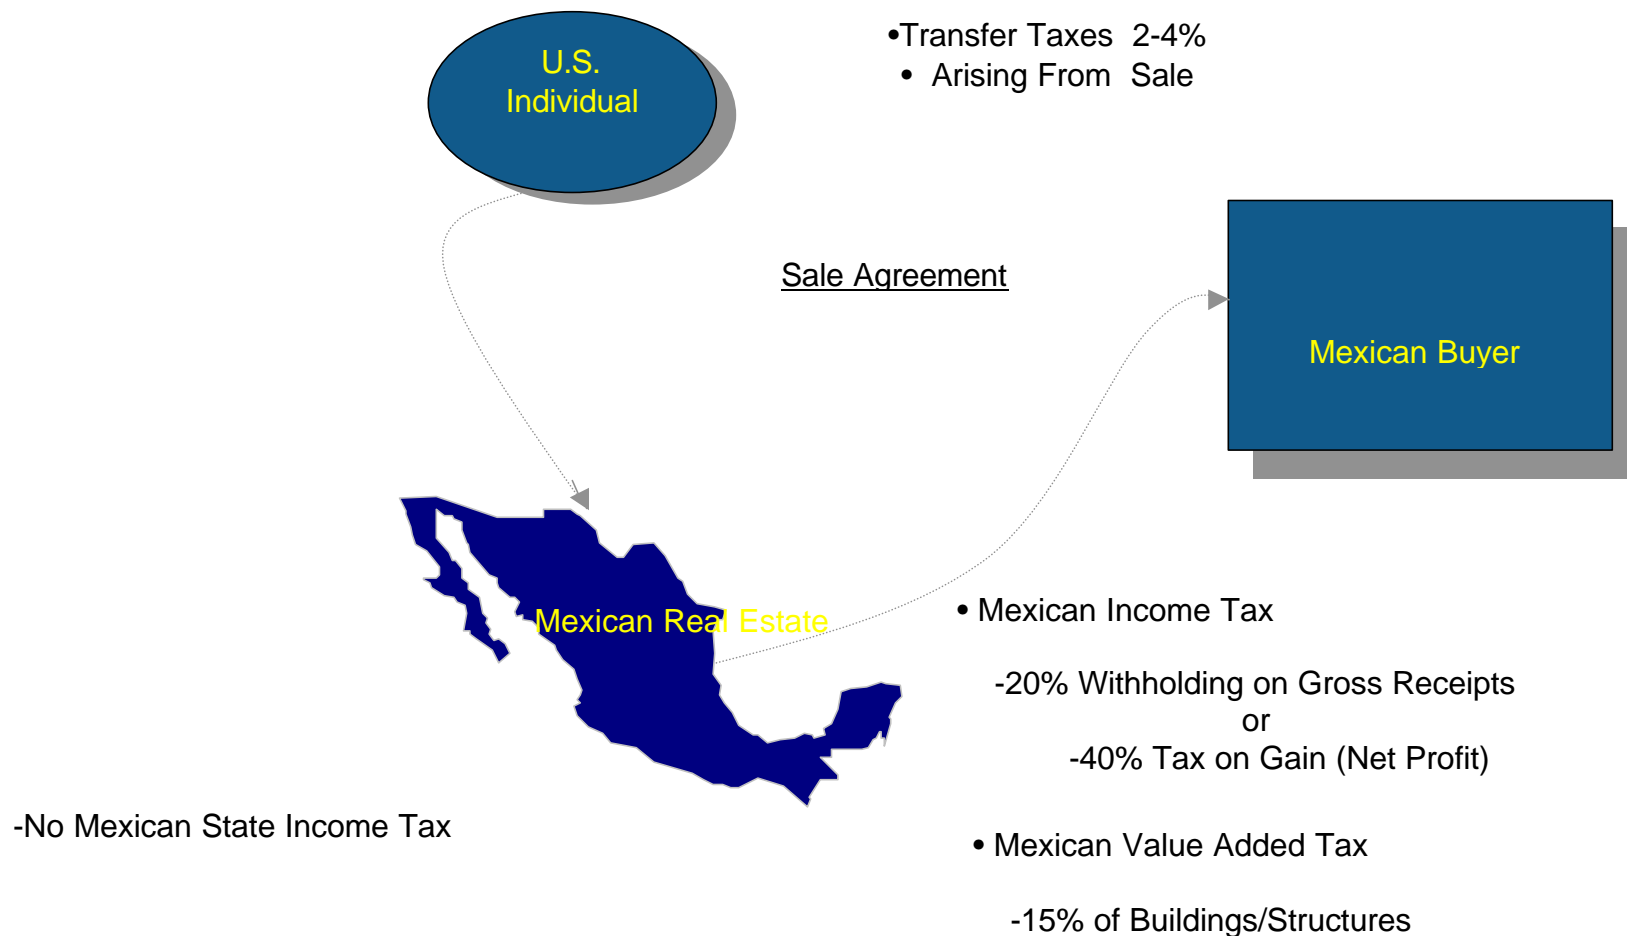 U.S.
Individual
•Transfer Taxes 2-4%
• Arising From Sale
Sale Agreement
Mexican Buyer
Mexican Real Estate
• Mexican Income Tax
-20% Withholding on Gross Receipts
or
-40% Tax on Gain (Net Profit)
-No Mexican State Income Tax
• Mexican Value Added Tax
-15% of Buildings/Structures